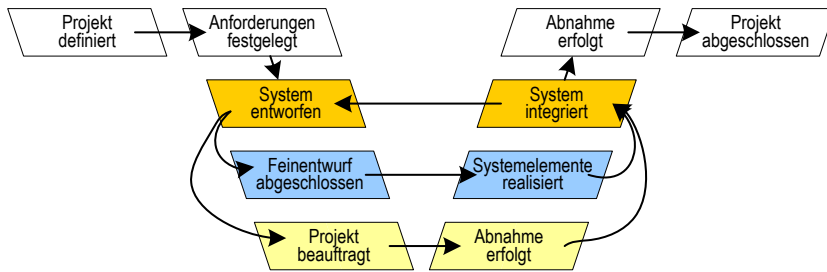 Projekt
definiert
Anforderungen
festgelegt
Abnahme
erfolgt
Projekt
abgeschlossen
System
entworfen
System
integriert
Feinentwurf
abgeschlossen
Systemelemente
realisiert
Projekt
beauftragt
Abnahme
erfolgt